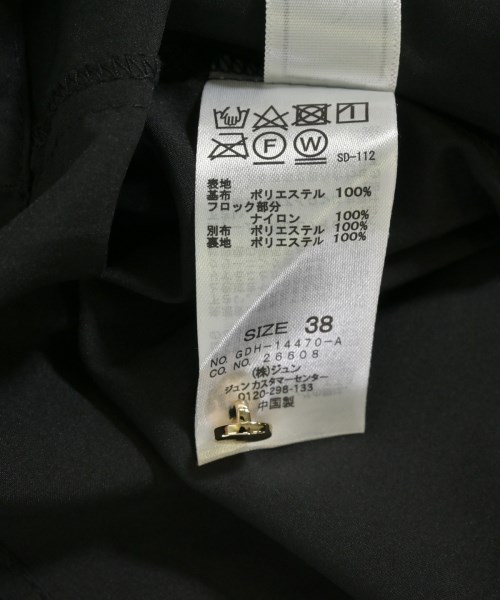 F W SD-112
表地
基布 ポリエステル 100%
フロック部分
ナイロン 100%
別布 ポリエステル 100%
裏地 ポリエステル 100%
SIZE 38
NO. GDH-14470-A
CO. NO. 26608
(株)ジュン
ジュン カスタマーセンター
0120-298-133
中国製